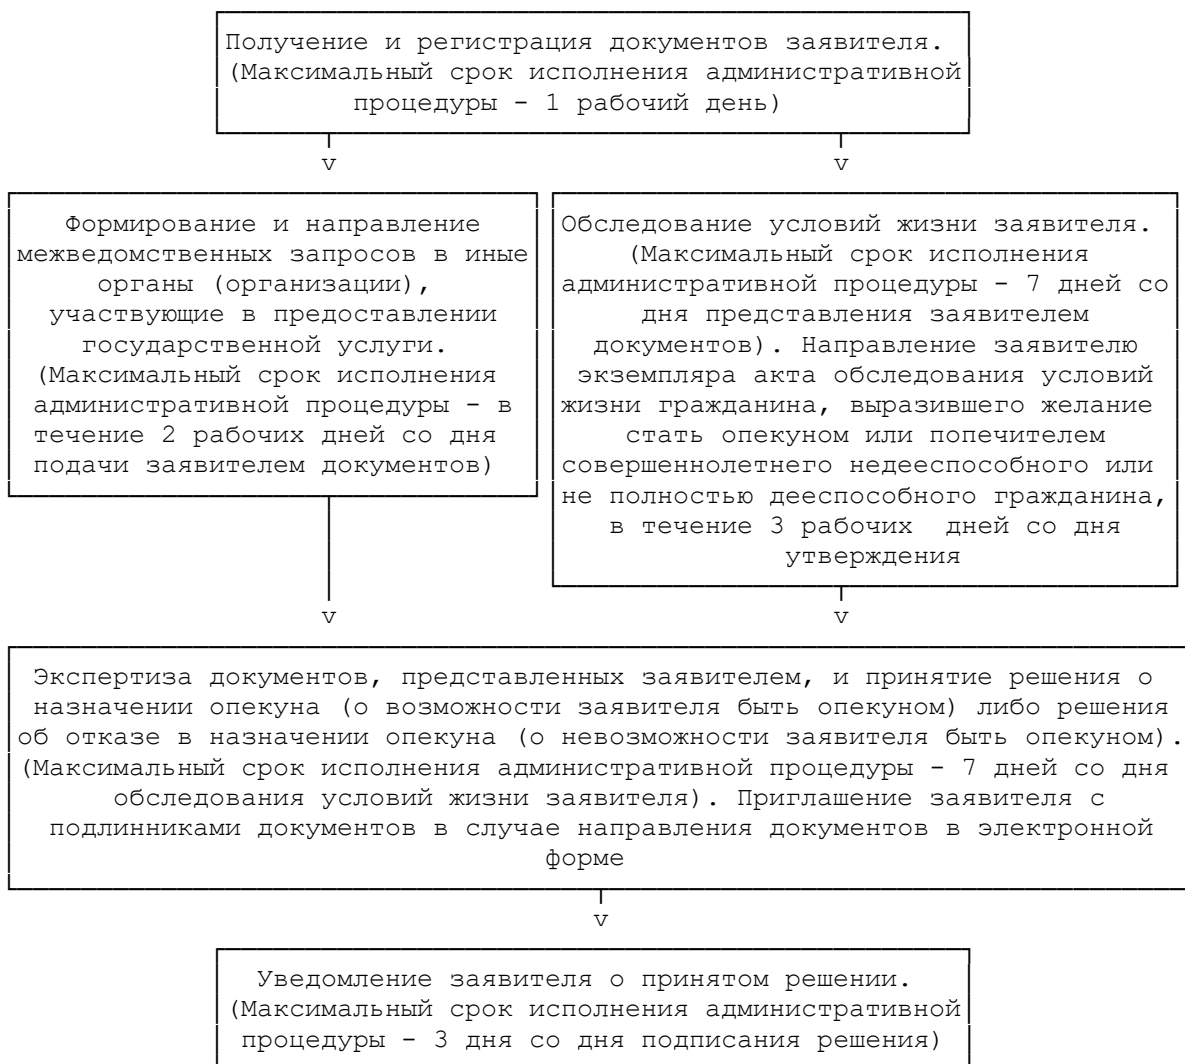 Получение и регистрация документов заявителя.
(Максимальный срок исполнения административной
процедуры - 1 рабочий день)
v
v
Формирование и направление
межведомственных запросов в иные
органы (организации),
участвующие в предоставлении
государственной услуги.
(Максимальный срок исполнения
административной процедуры - в
течение 2 рабочих дней со дня
подачи заявителем документов)
Обследование условий жизни заявителя.
(Максимальный срок исполнения
административной процедуры - 7 дней со
дня представления заявителем
документов). Направление заявителю
экземпляра акта обследования условий
жизни гражданина, выразившего желание
стать опекуном или попечителем
совершеннолетнего недееспособного или
не полностью дееспособного гражданина,
в течение 3 рабочих  дней со дня
утверждения
v
v
Экспертиза документов, представленных заявителем, и принятие решения о
назначении опекуна (о возможности заявителя быть опекуном) либо решения
об отказе в назначении опекуна (о невозможности заявителя быть опекуном).
(Максимальный срок исполнения административной процедуры - 7 дней со дня
обследования условий жизни заявителя). Приглашение заявителя с
подлинниками документов в случае направления документов в электронной
форме
v
Уведомление заявителя о принятом решении.
(Максимальный срок исполнения административной
процедуры - 3 дня со дня подписания решения)